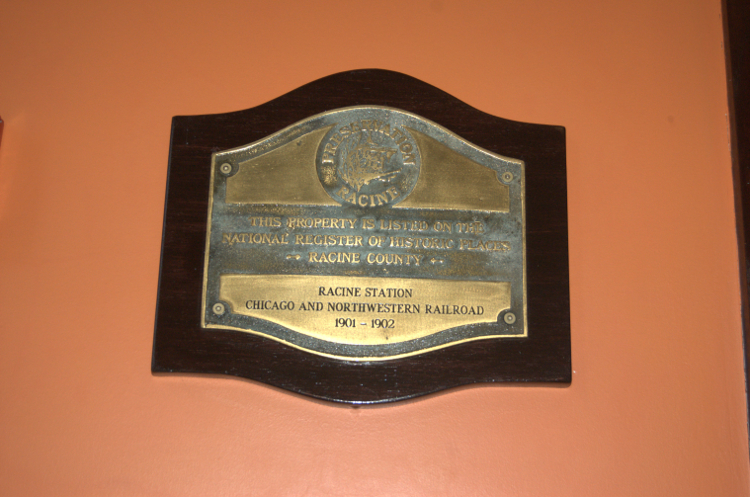 PRESERVATION
RACINE
THIS PROPERTY IS LISTED ON THE
NATIONAL REGISTER OF HISTORIC PLACES
RACINE COUNTY
RACINE STATION
CHICAGO AND NORTHWESTERN RAILROAD
1901 - 1902